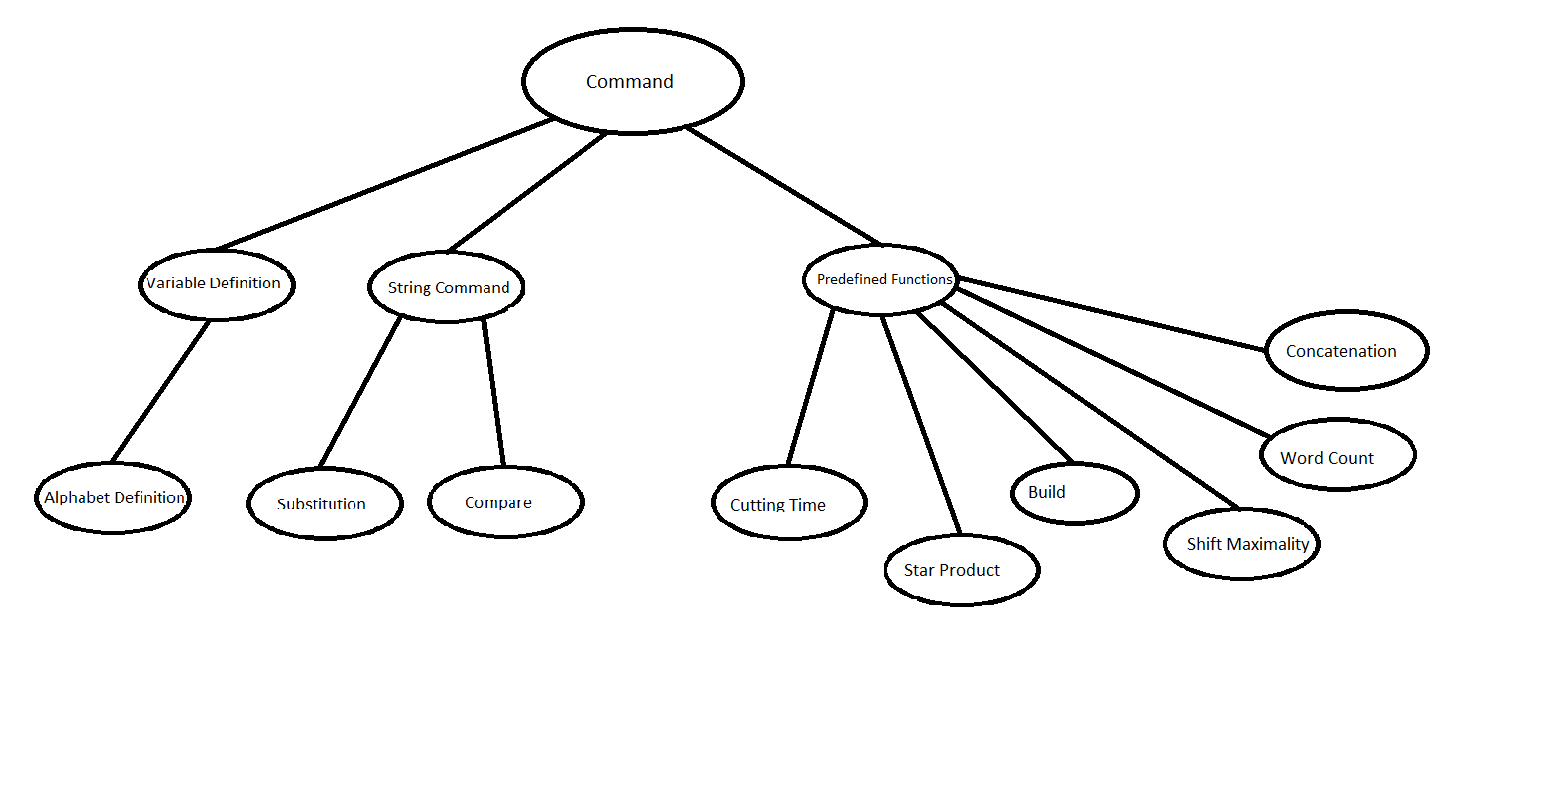 Command
Variable Definition
String Command
Predefined Functions
Concatenation
Word Count
Alphabet Definition
Substitution
Compare
Cutting Time
Build
Shift Maximality
Star Product